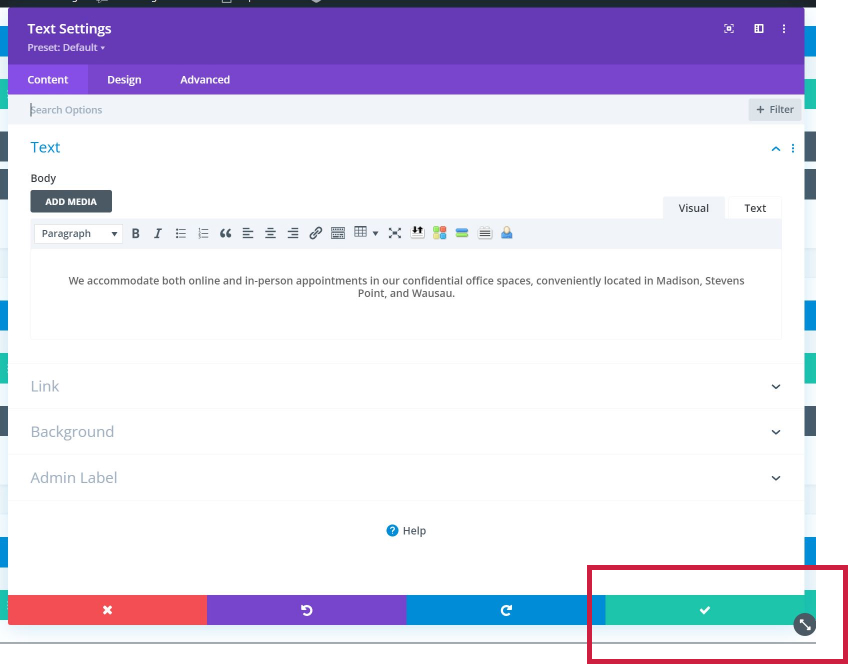 Text Settings
Preset: Default
Content Design Advanced
Search Options
+ Filter
Text
Body
ADD MEDIA
Visual Text
Paragraph B I
We accommodate both online and in-person appointments in our confidential office spaces, conveniently located in Madison, Stevens
Point, and Wausau.
Link
Background
Admin Label
? Help